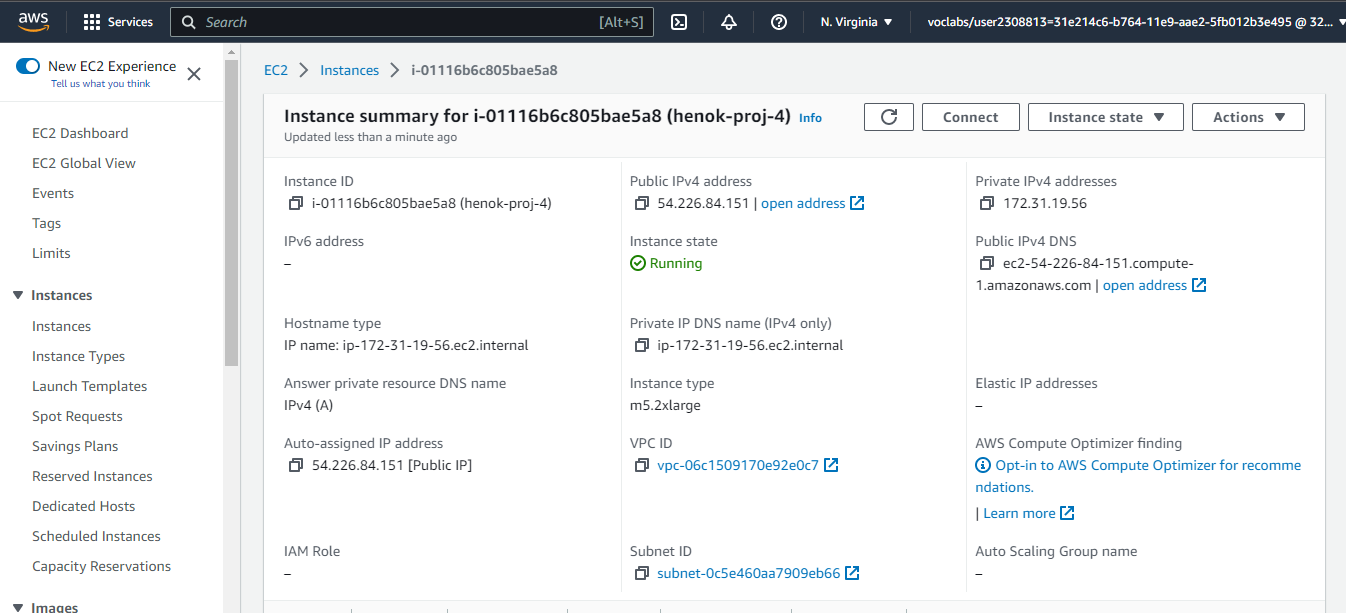 aws
Services
Search
[Alt+S]
N. Virginia
voclabs/user2308813=31e214c6-b764-11e9-aae2-5fb012b3e495 @ 32...
New EC2 Experience
Tell us what you think
EC2 Dashboard
EC2 Global View
Events
Tags
Limits
Instances
Instances
Instance Types
Launch Templates
Spot Requests
Savings Plans
Reserved Instances
Dedicated Hosts
Scheduled Instances
Capacity Reservations
Images
EC2 > Instances > i-01116b6c805bae5a8
Instance summary for i-01116b6c805bae5a8 (henok-proj-4) Info
Updated less than a minute ago
Connect
Instance state
Actions
Instance ID
i-01116b6c805bae5a8 (henok-proj-4)
Public IPv4 address
54.226.84.151 | open address
Private IPv4 addresses
172.31.19.56
IPv6 address
–
Instance state
Running
Public IPv4 DNS
ec2-54-226-84-151.compute-
1.amazonaws.com | open address
Hostname type
IP name: ip-172-31-19-56.ec2.internal
Private IP DNS name (IPv4 only)
ip-172-31-19-56.ec2.internal
Answer private resource DNS name
IPv4 (A)
Instance type
m5.2xlarge
Elastic IP addresses
–
Auto-assigned IP address
54.226.84.151 [Public IP]
VPC ID
vpc-06c1509170e92e0c7
AWS Compute Optimizer finding
Opt-in to AWS Compute Optimizer for recomme
ndations.
| Learn more
IAM Role
–
Subnet ID
subnet-0c5e460aa7909eb66
Auto Scaling Group name
–